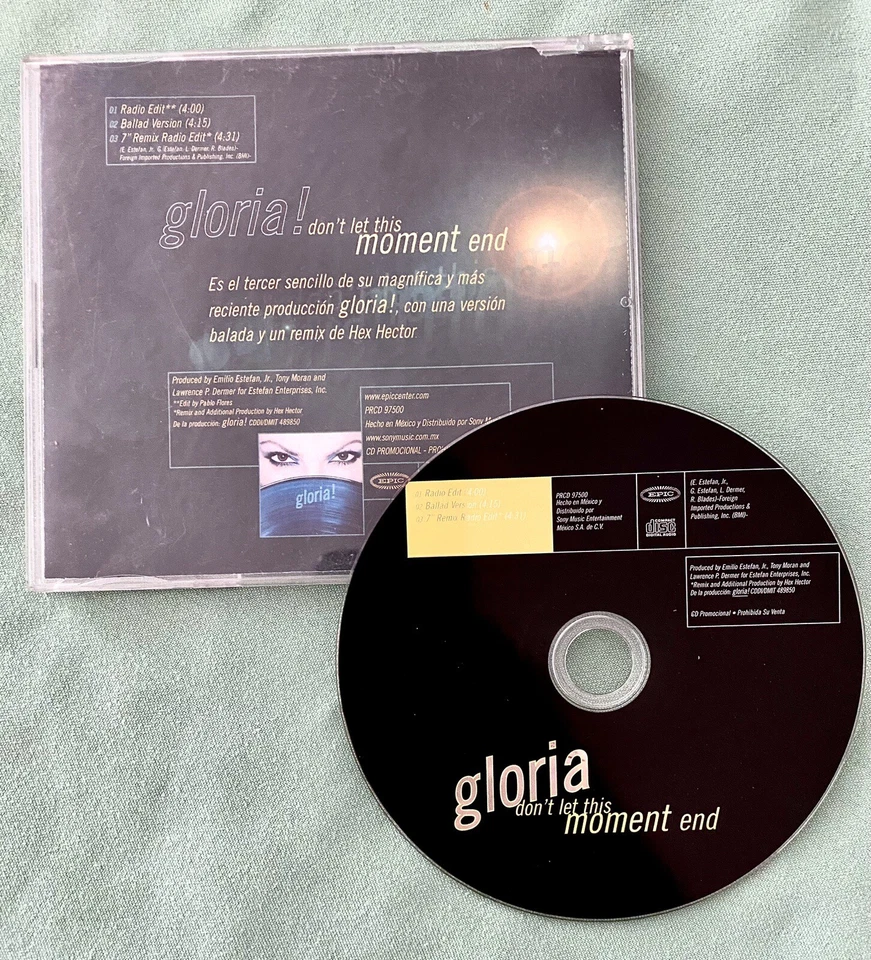 01 Radio Edit** (4:00)
02 Ballad Version (4:15)
03 7" Remix Radio Edit* (4:31)
(E. Estefan, Jr. G. Estefan, L. Dermer, R. Blades)-
Foreign Imported Productions & Publishing, Inc. (BMI)-
gloria! don't let this
moment end
Es el tercer sencillo de su magnífica y más
reciente producción gloria!, con una versión
balada y un remix de Hex Hector
Produced by Emilio Estefan, Jr., Tony Moran and
Lawrence P. Dermer for Estefan Enterprises, Inc.
**Edit by Pablo Flores
*Remix and Additional Production by Hex Hector
De la producción: gloria! CDDI/DMIT 489850
www.epiccenter.com
PRCD 97500
Hecho en México y Distribuido por Sony
www.sonymusic.com.mx
CD PROMOCIONAL -
gloria!
EPIC
01 Radio Edit (4:00)
02 Ballad Version (4:15)
03 7" Remix Radio Edit* (4:31)
PRCD 97500
Hecho en México y
Distribuido por
Sony Music Entertainment
México S.A. de C.V.
EPIC
COMPACT
disc
DIGITAL AUDIO
(E. Estefan, Jr.,
G. Estefan, L. Dermer,
R. Blades)-Foreign
Imported Productions &
Publishing, Inc. (BMI)-
Produced by Emilio Estefan, Jr., Tony Moran and
Lawrence P. Dermer for Estefan Enterprises, Inc.
*Remix and Additional Production by Hex Hector
De la producción: gloria! CDDI/DMIT 489850
CD Promocional • Prohibida Su Venta
gloria
don't let this
moment end